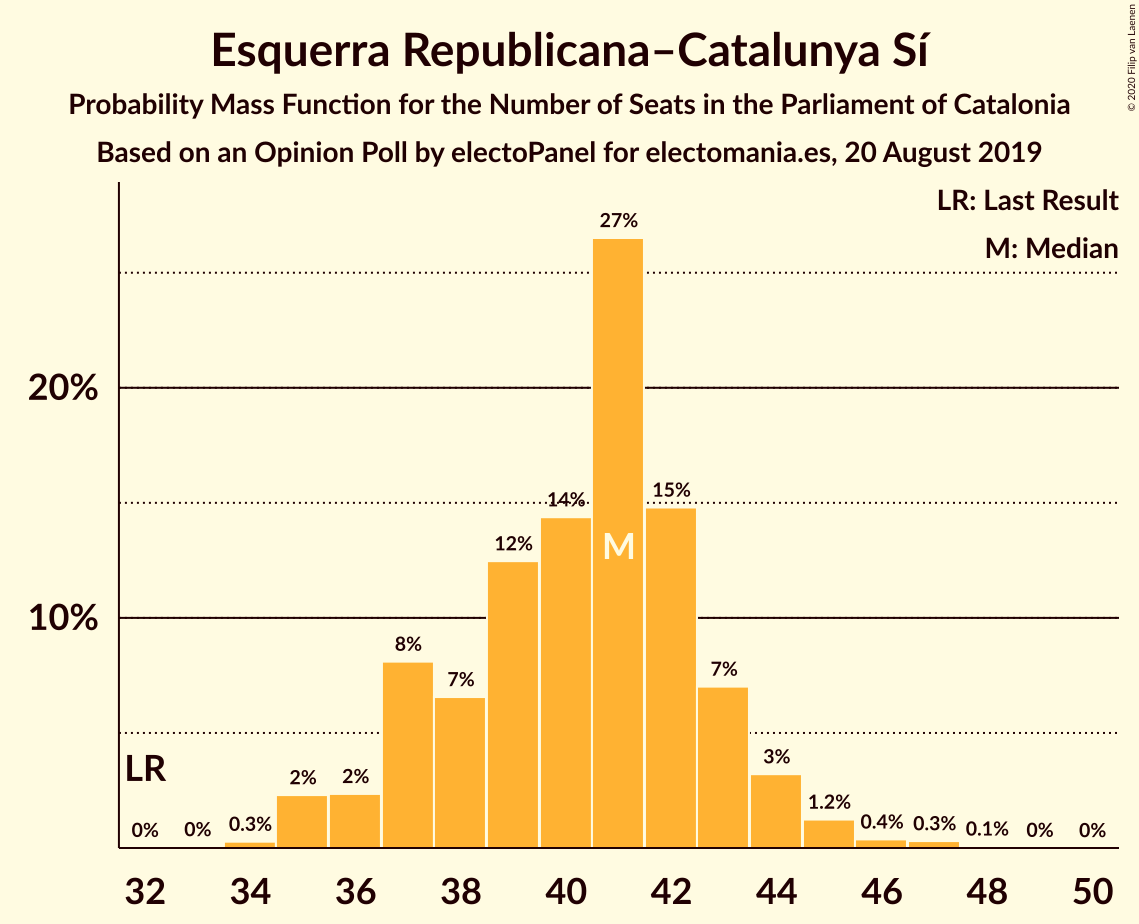 Esquerra Republicana–Catalunya Sí
Probability Mass Function for the Number of Seats in the Parliament of Catalonia
Based on an Opinion Poll by electoPanel for electomania.es, 20 August 2019
© 2020 Filip van Laenen
LR: Last Result
M: Median
20%
10%
LR
M
0%
0%
0.3%
2%
2%
8%
7%
12%
14%
27%
15%
7%
3%
1.2%
0.4%
0.3%
0.1%
0%
0%
32 34 36 38 40 42 44 46 48 50